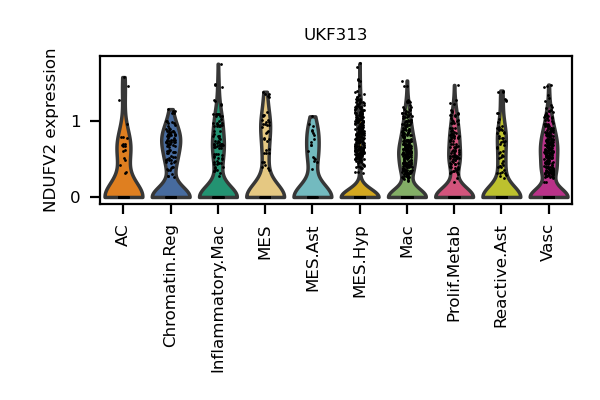 UKF313
NDUFV2 expression
1
0
AC
Chromatin.Reg
Inflammatory.Mac
MES
MES.Ast
MES.Hyp
Mac
Prolif.Metab
Reactive.Ast
Vasc